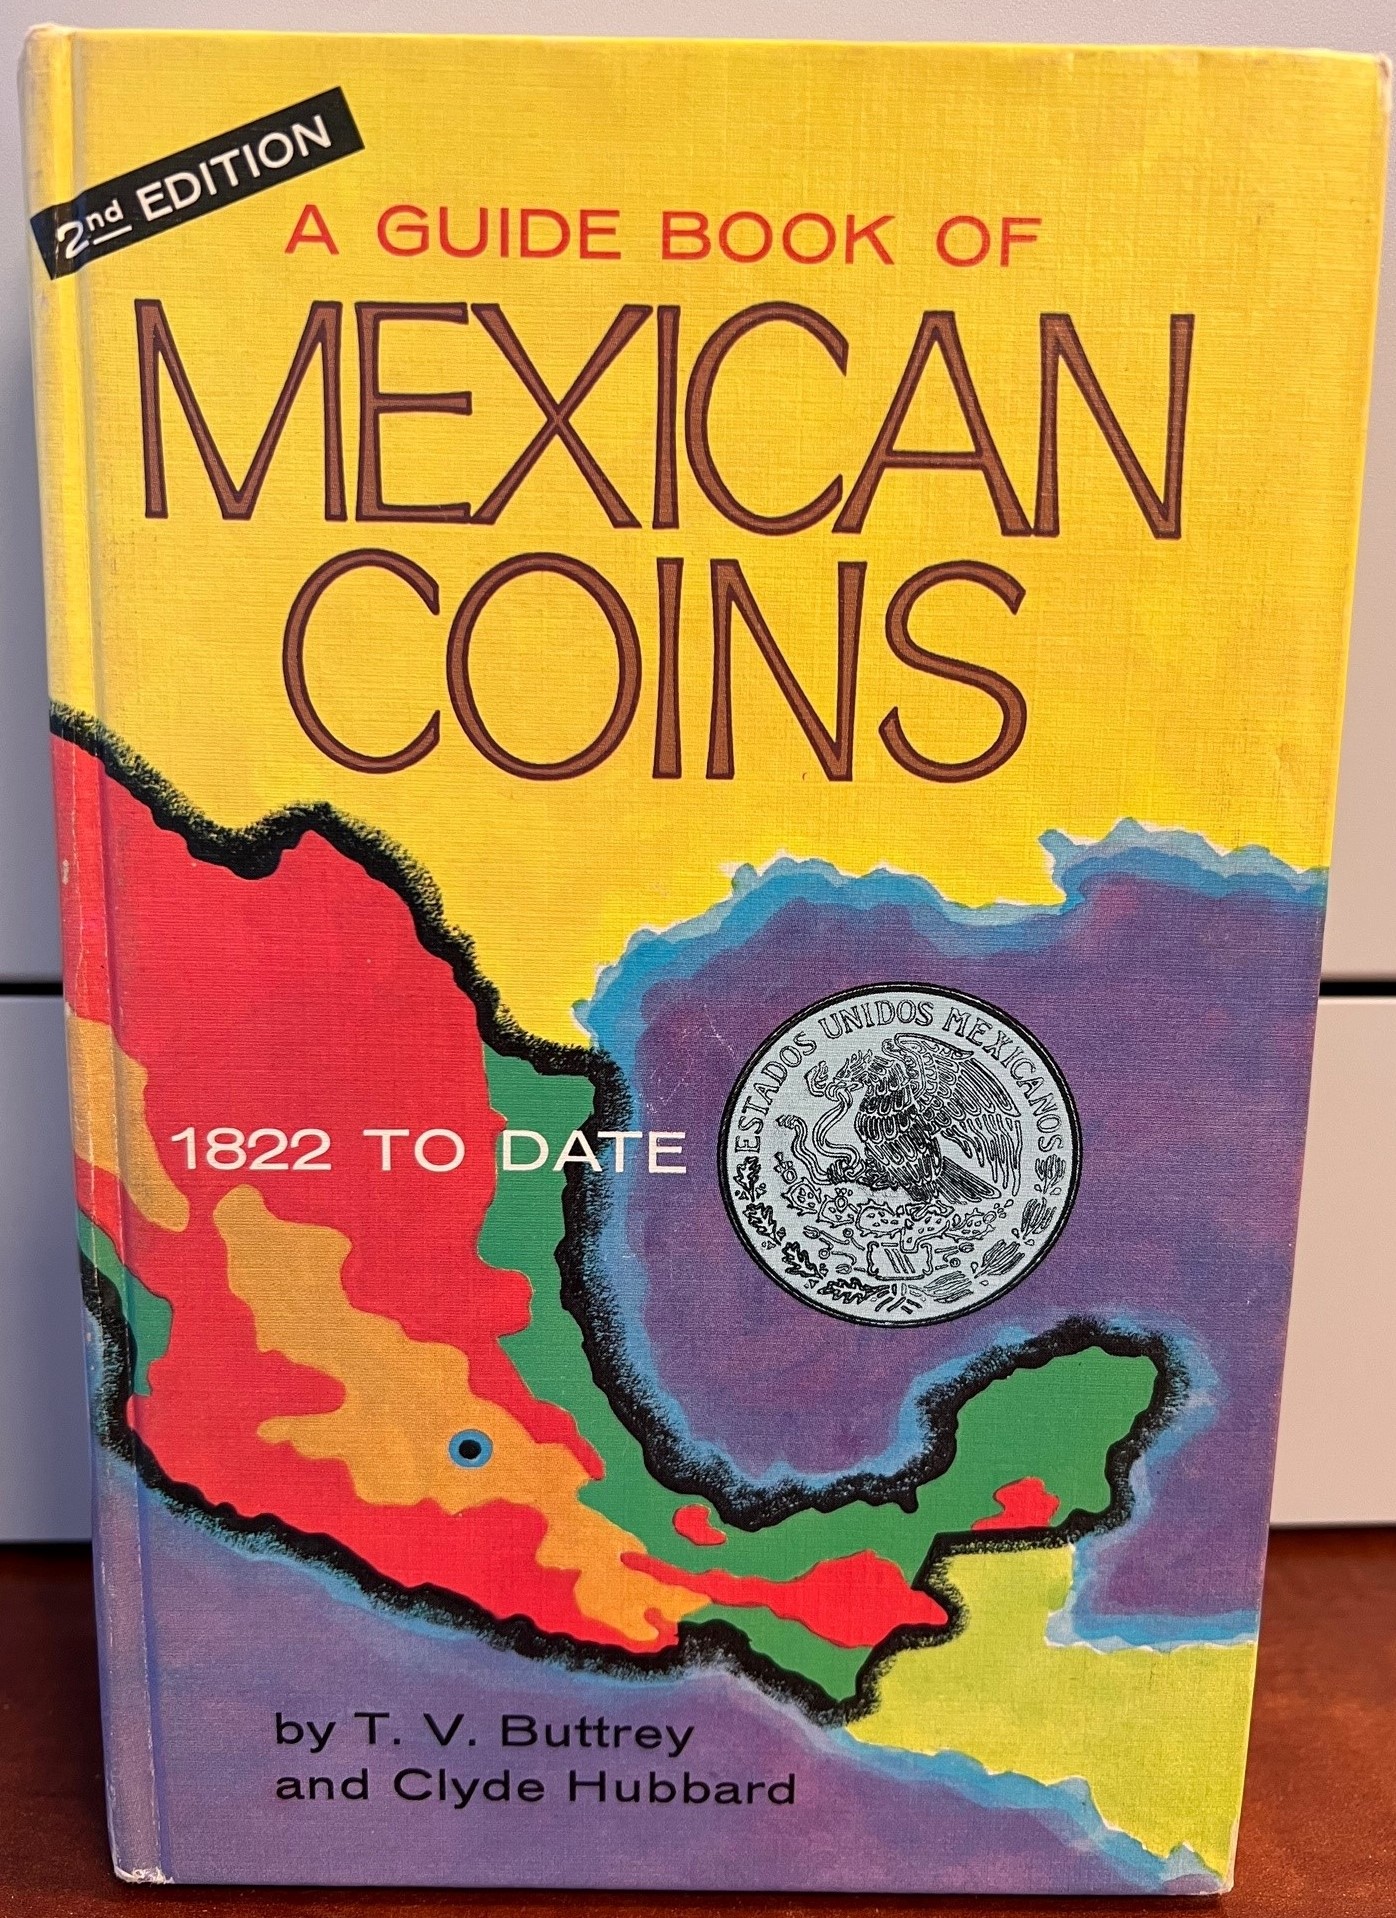 2nd EDITION
A GUIDE BOOK OF
MEXICAN
COINS
1822 TO DATE
ESTADOS UNIDOS MEXICANOS
by T. V. Buttrey
and Clyde Hubbard